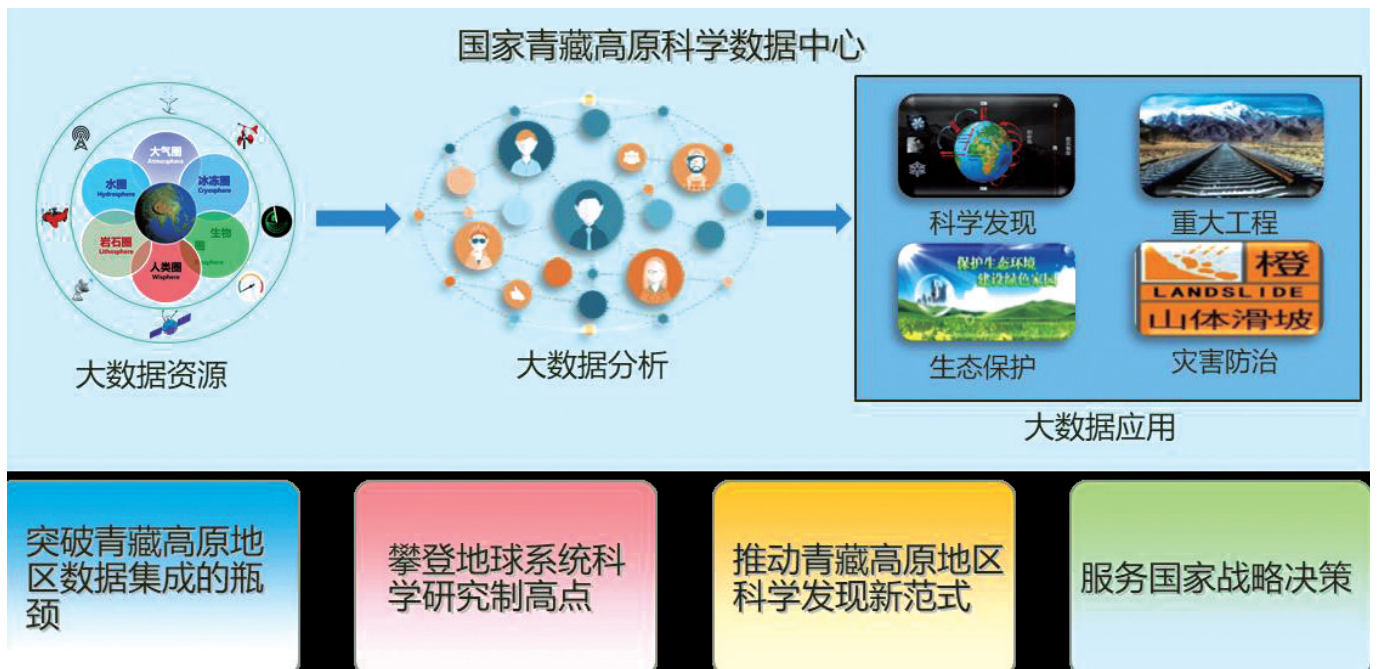 国家青藏高原科学数据中心
大气圈
Atmosphere
水圈
Hydrosphere
冰冻圈
Cryosphere
岩石圈
Lithosphere
生物
圈
人类圈
大数据资源
大数据分析
科学发现
重大工程
保护生态环境
建设绿色家园
橙
LANDSLIDE
山体滑坡
生态保护
灾害防治
大数据应用
突破青藏高原地
区数据集成的瓶
颈
攀登地球系统科
学研究制高点
推动青藏高原地区
科学发现新范式
服务国家战略决策